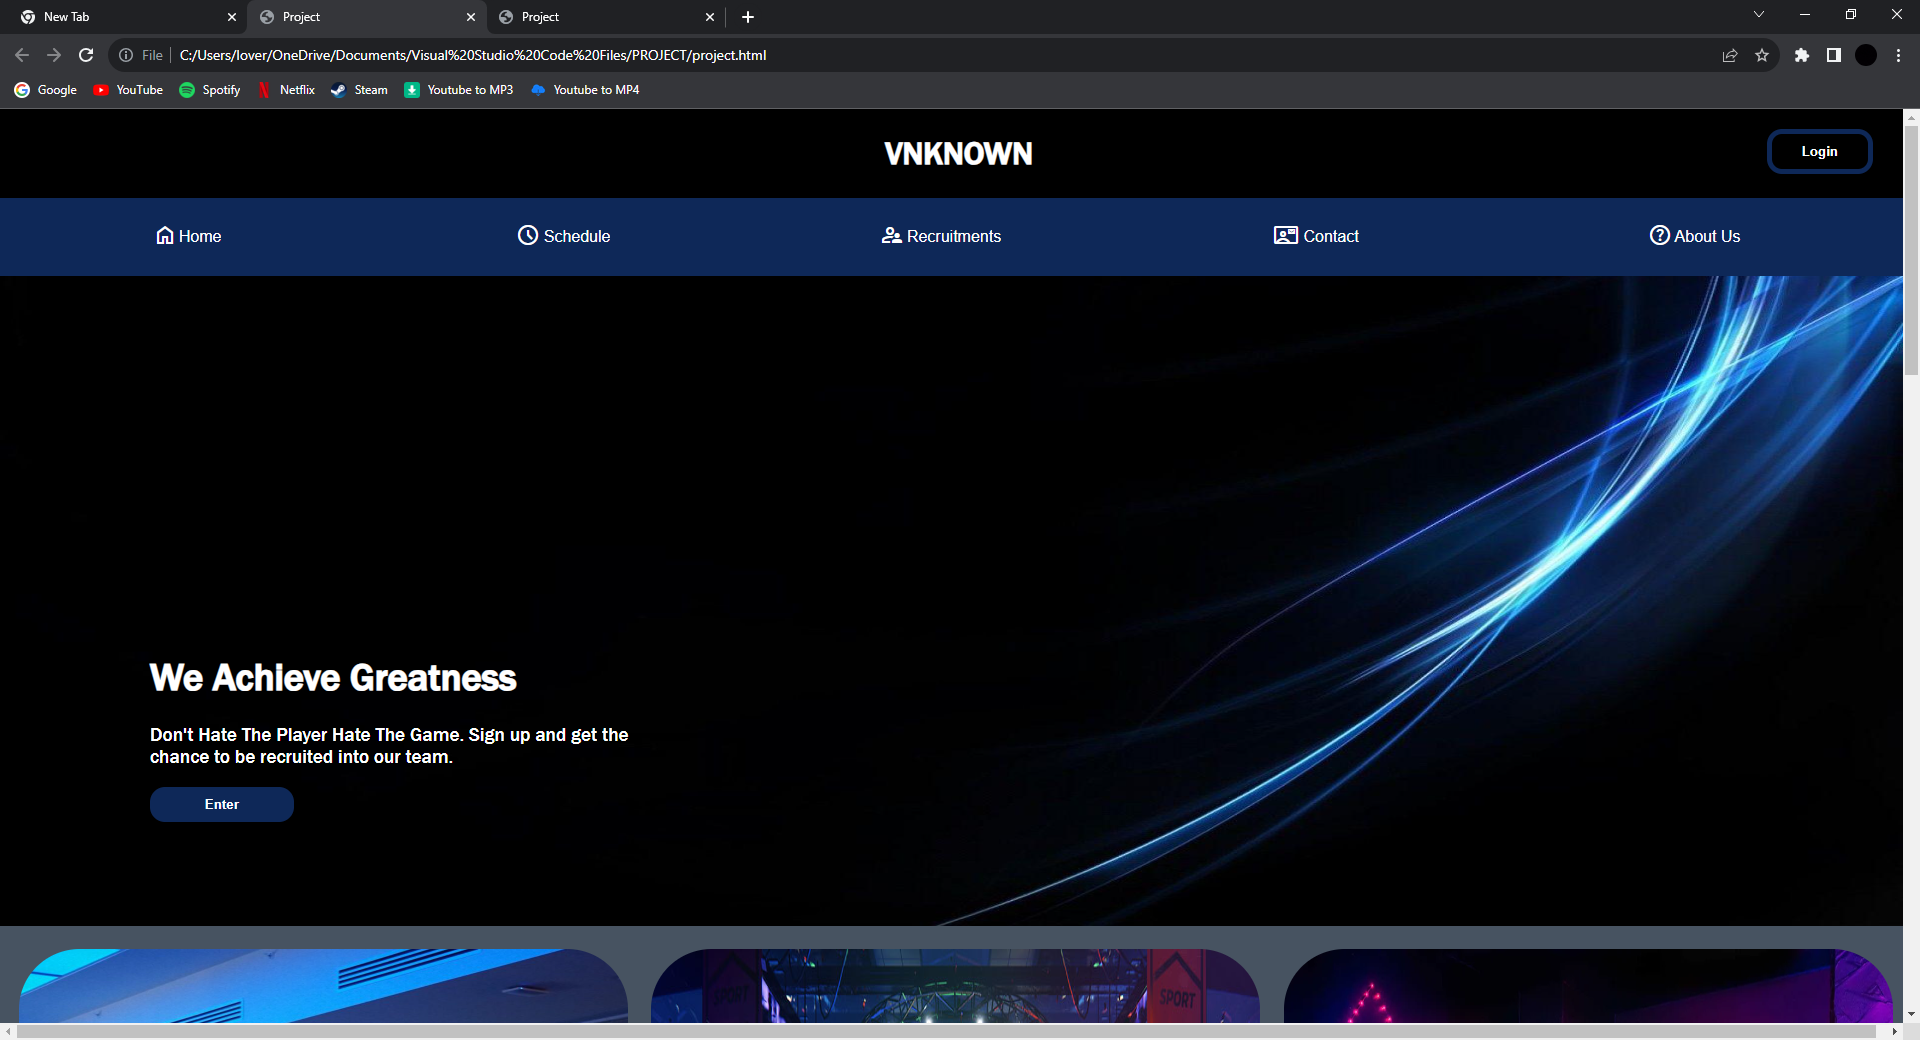 New Tab
Project
Project
File
C:/Users/lover/OneDrive/Documents/Visual%20Studio%20Code%20Files/PROJECT/project.html
Google
YouTube
Spotify
Netflix
Steam
Youtube to MP3
Youtube to MP4
VNKNOWN
Login
Home
Schedule
Recruitments
Contact
About Us
We Achieve Greatness
Don't Hate The Player Hate The Game. Sign up and get the
chance to be recruited into our team.
Enter
SPORT
SPORT